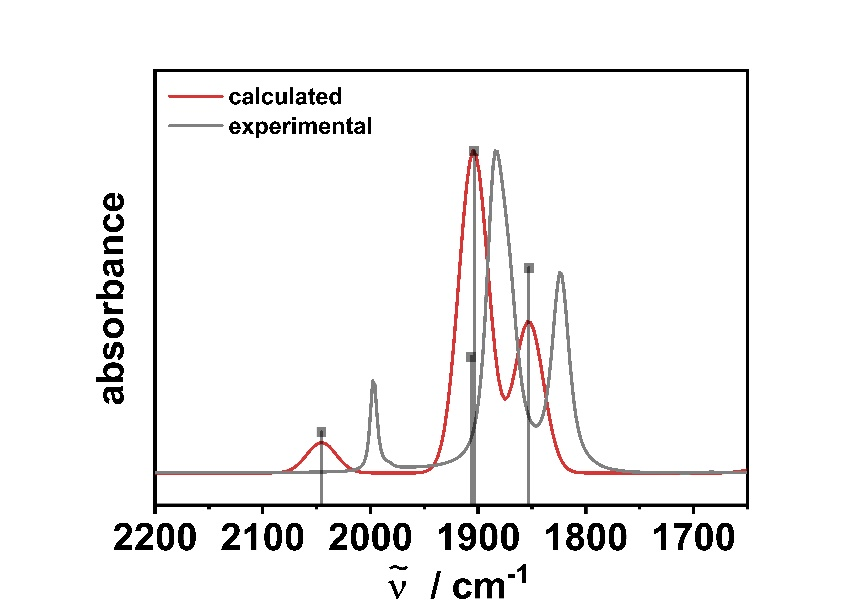 calculated
experimental
absorbance
2200 2100 2000 1900 1800 1700
ν̃ / cm⁻¹